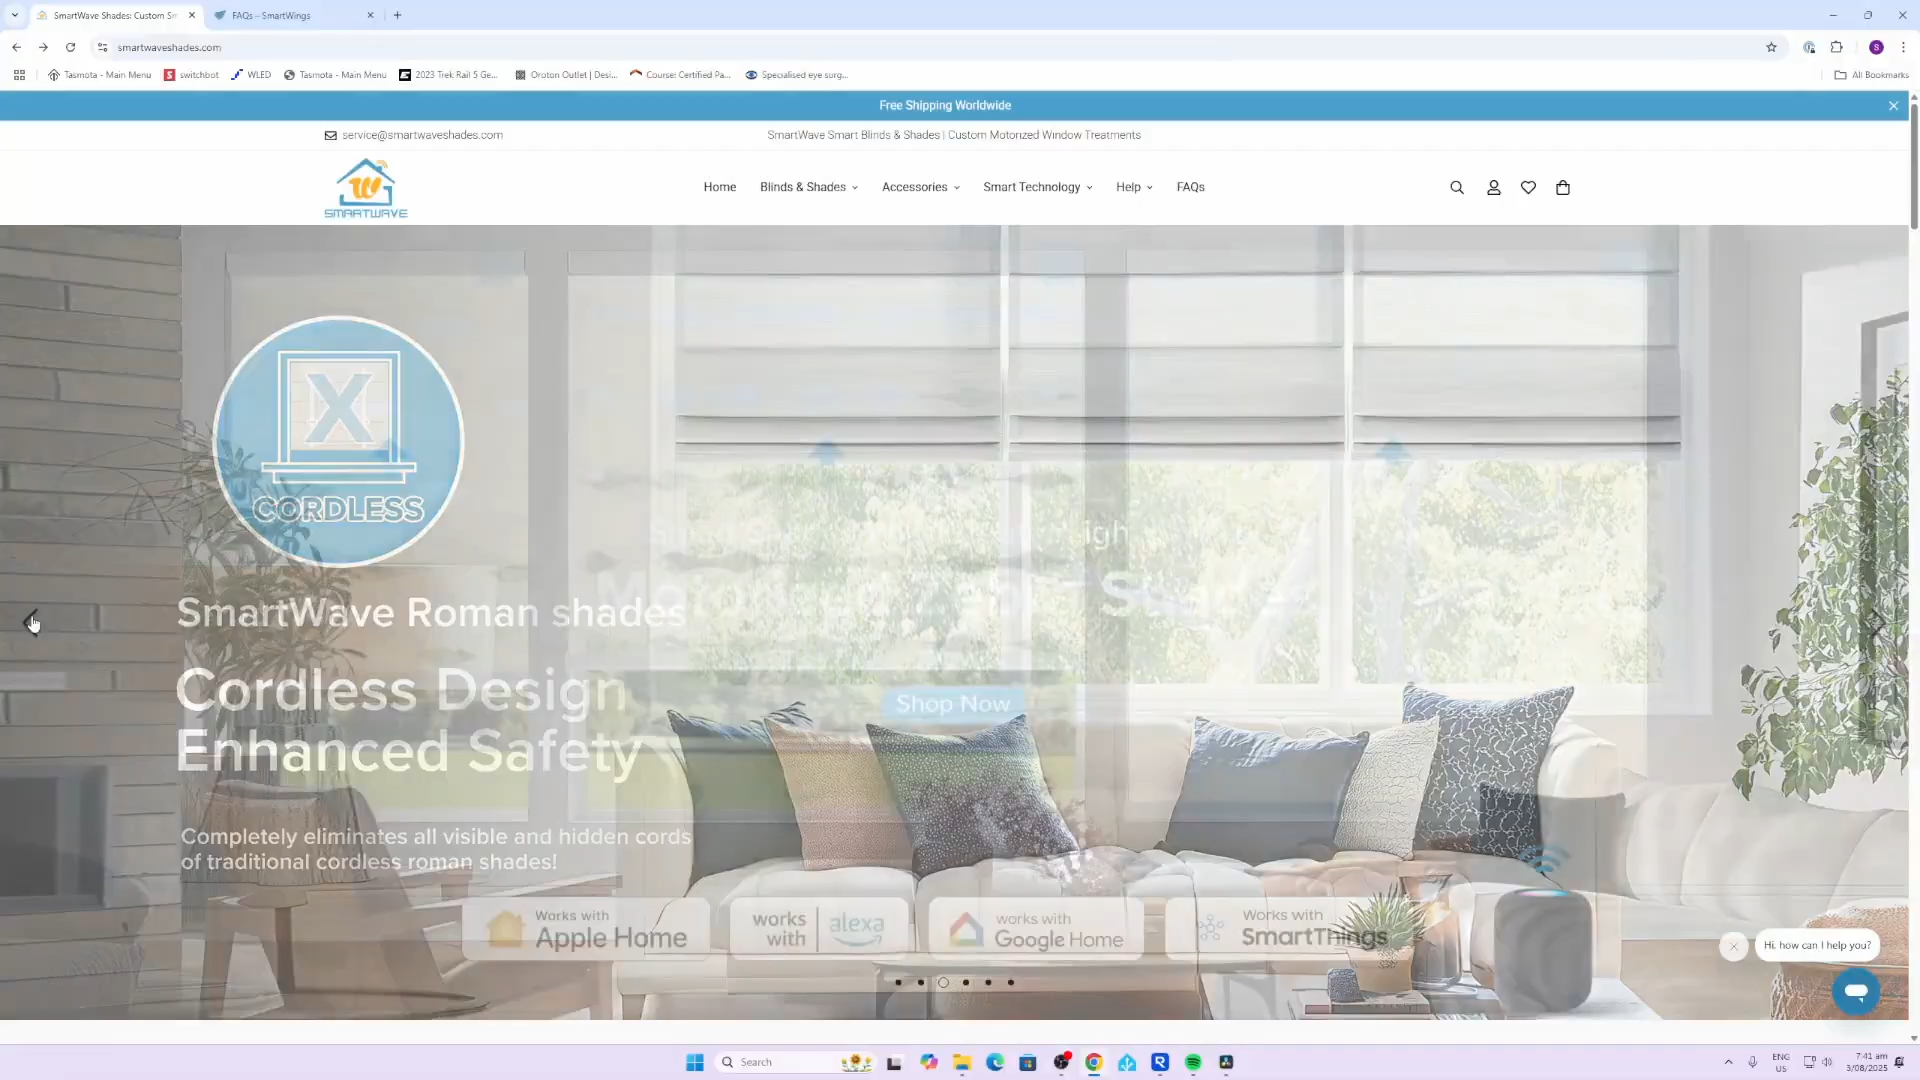 SmartWave Shades: Custom Sm
FAQs – SmartWings
smartwaveshades.com
S
Tasmota - Main Menu
switchbot
WLED
Tasmota - Main Menu
2023 Trek Rail 5 Ge...
Oroton Outlet | Desi...
Course: Certified Pa...
Specialised eye surg...
All Bookmarks
Free Shipping Worldwide
service@smartwaveshades.com
SmartWave Smart Blinds & Shades | Custom Motorized Window Treatments
SMARTWAVE
Home
Blinds & Shades
Accessories
Smart Technology
Help
FAQs
CORDLESS
SmartWave Roman shades
Cordless Design
Enhanced Safety
Shop Now
Completely eliminates all visible and hidden cords
of traditional cordless roman shades!
Works with
Apple Home
works with
alexa
works with
Google Home
Works with
SmartThings
Hi, how can I help you?
Search
ENG
US
7:41 am
3/08/2025